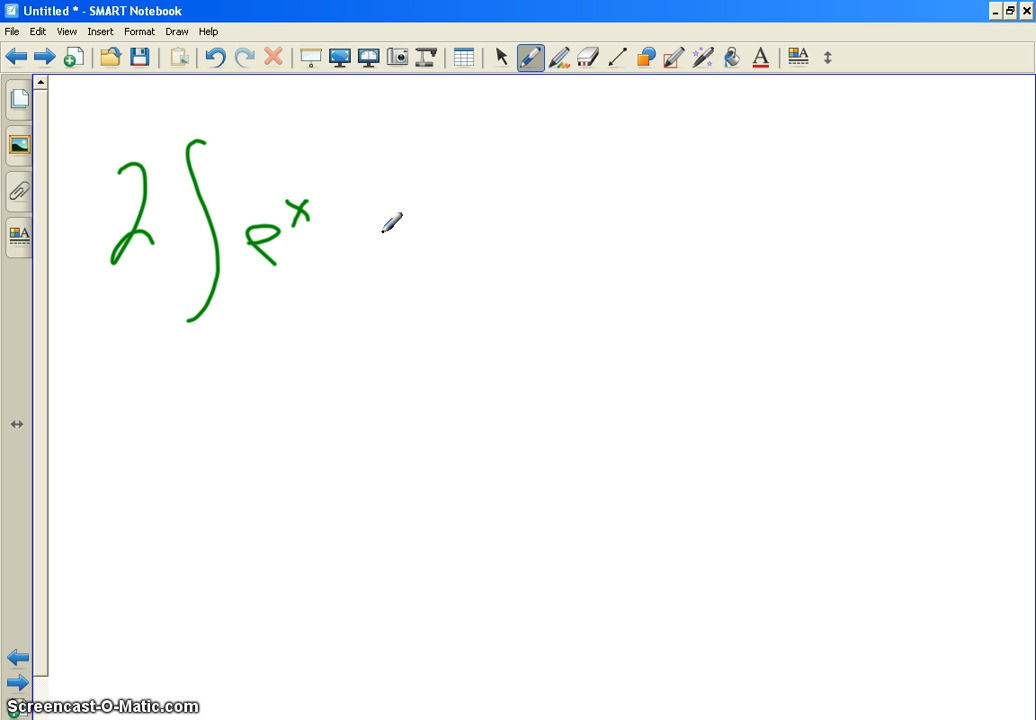 Untitled * - SMART Notebook
File Edit View Insert Format Draw Help
2 ∫ e^x
Screencast-O-Matic.com